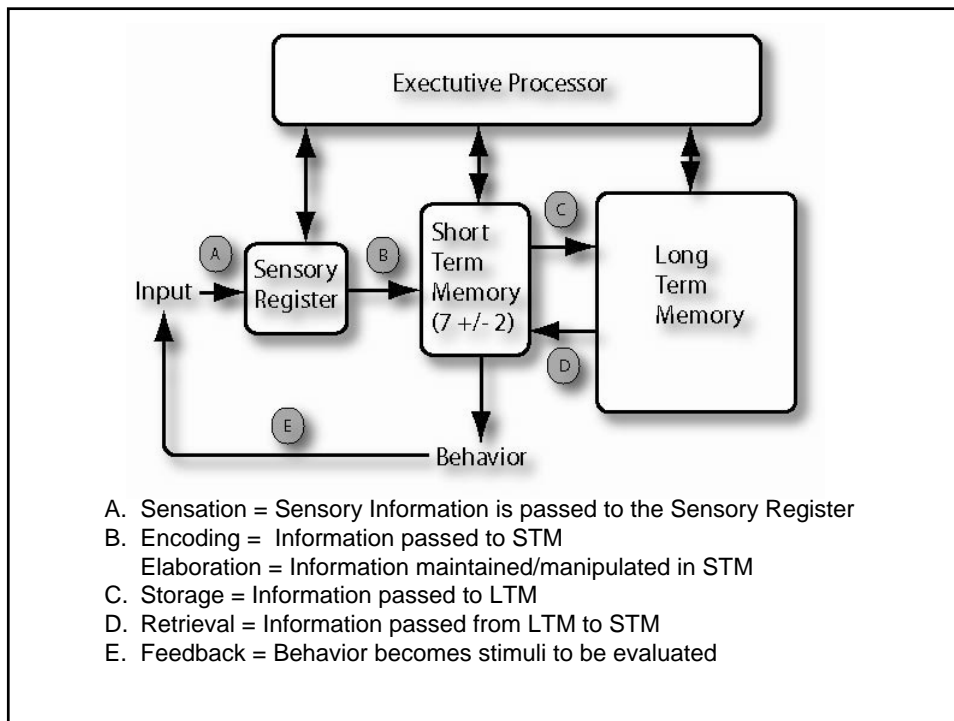 Exectutive Processor
A
Input
Sensory
Register
B
Short
Term
Memory
(7 +/- 2)
C
D
Long
Term
Memory
E
Behavior
A. Sensation = Sensory Information is passed to the Sensory Register
B. Encoding = Information passed to STM
Elaboration = Information maintained/manipulated in STM
C. Storage = Information passed to LTM
D. Retrieval = Information passed from LTM to STM
E. Feedback = Behavior becomes stimuli to be evaluated